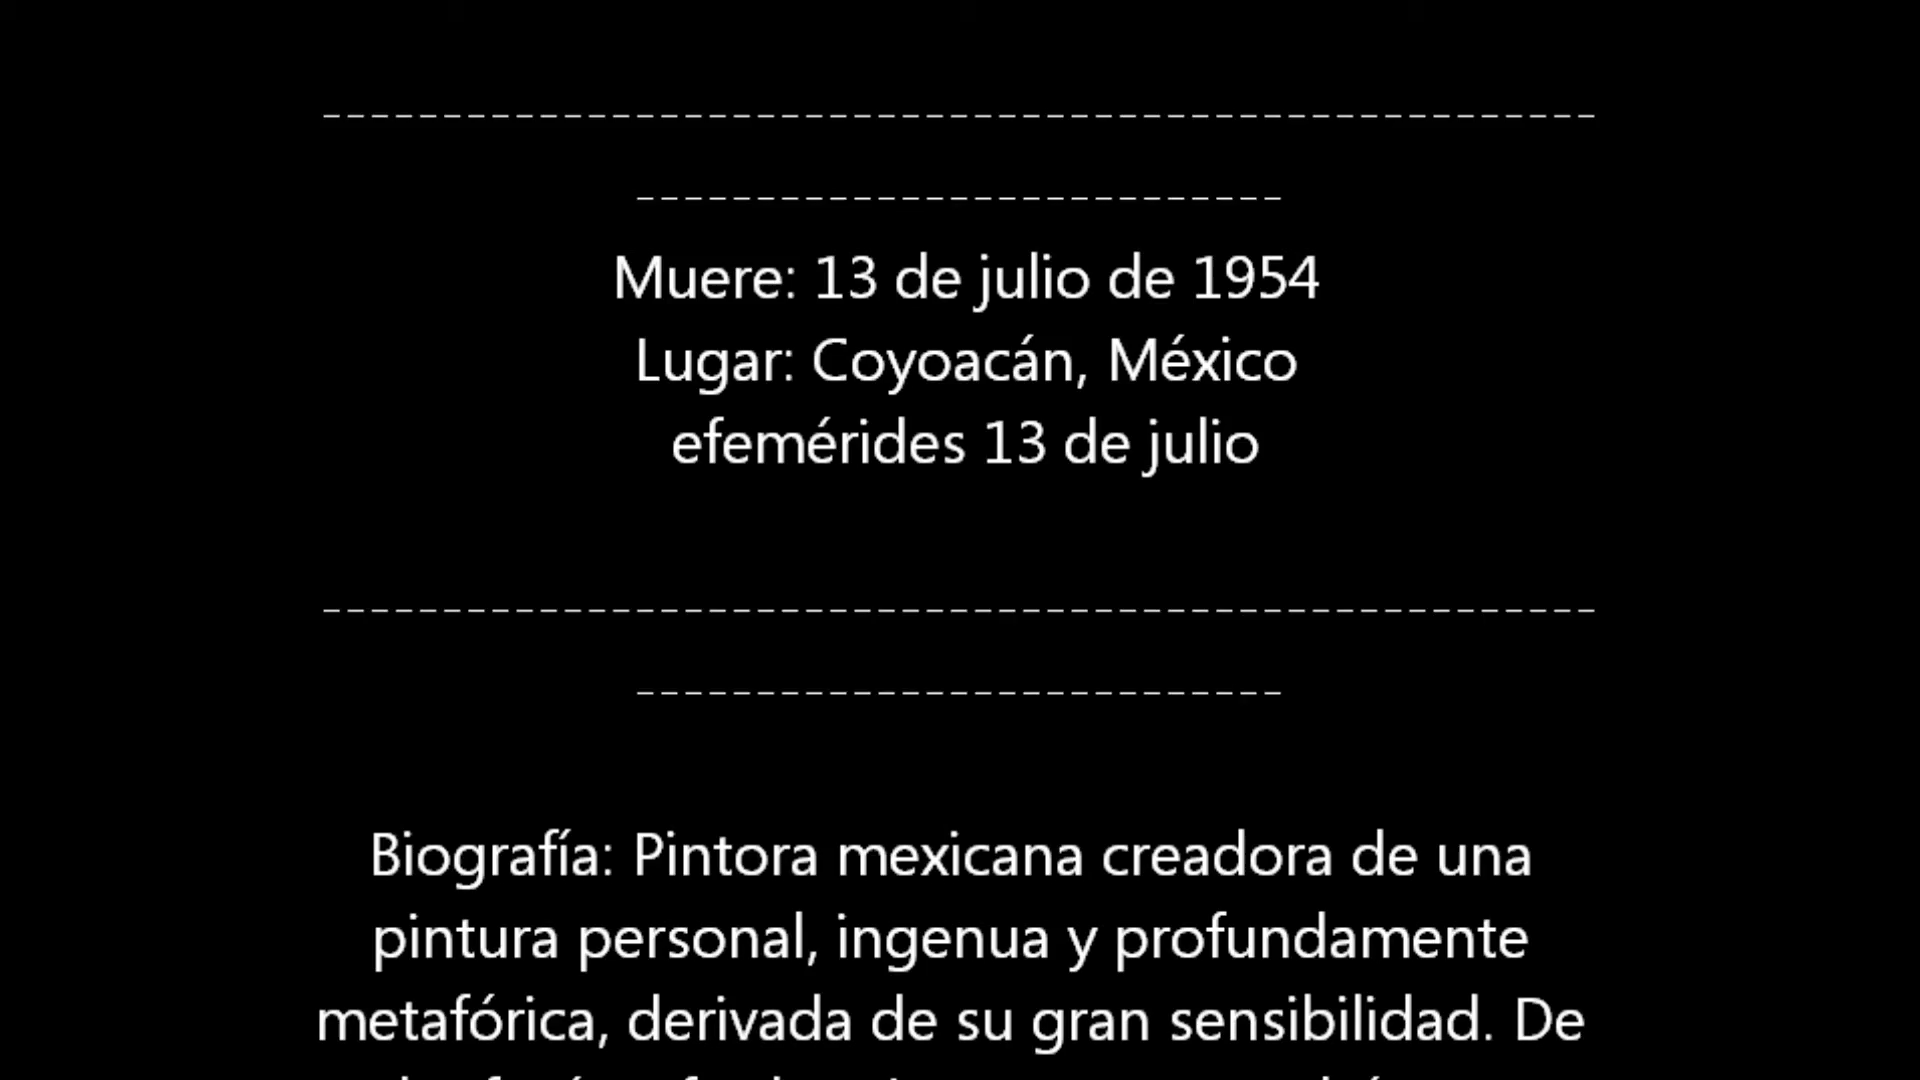 -----------------------------------------------------
---------------------------
Muere: 13 de julio de 1954
Lugar: Coyoacán, México
efemérides 13 de julio
-----------------------------------------------------
---------------------------
Biografía: Pintora mexicana creadora de una
pintura personal, ingenua y profundamente
metafórica, derivada de su gran sensibilidad. De